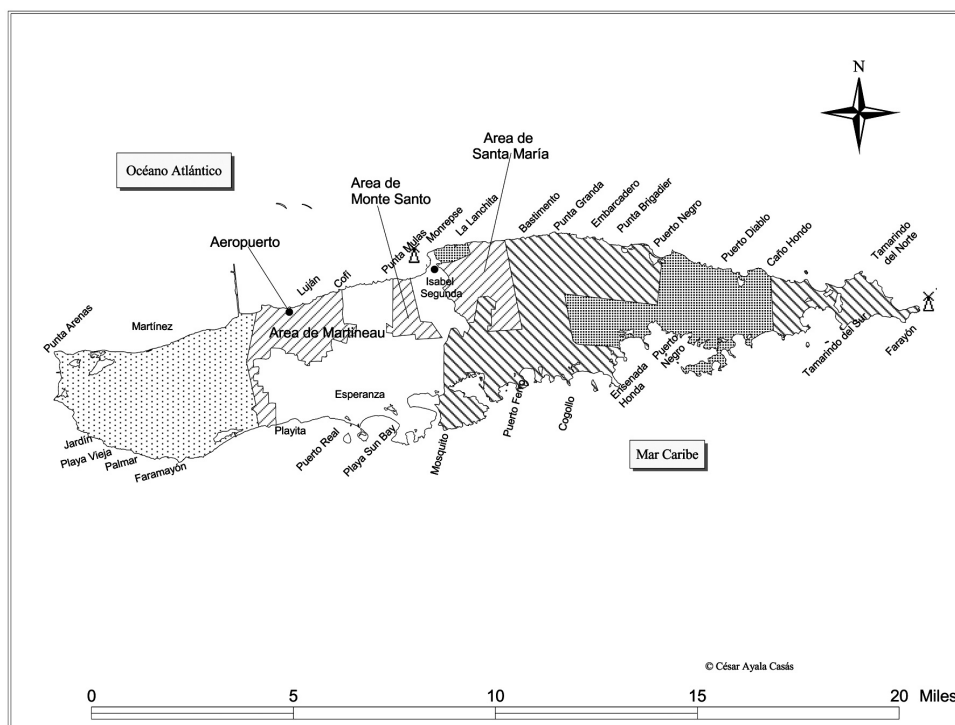 N
Océano Atlántico
Area de
Santa María
Area de
Monte Santo
Aeropuerto
Punta Arenas
Martínez
Luján
Cofí
Punta Mulas
Monrepse
La Lanchita
Bastimento
Punta Granda
Embarcadero
Punta Brigadier
Puerto Negro
Puerto Diablo
Caño Hondo
Tamarindo
del Norte
Isabel
Segunda
Area de Martineau
Esperanza
Jardín
Playa Vieja
Palmar
Faramayón
Playita
Puerto Real
Playa Sun Bay
Mosquito
Puerto Ferro
Cogollo
Ensenada
Honda
Puerto
Negro
Tamarindo del Sur
Farayón
Mar Caribe
© César Ayala Casás
0 5 10 15 20 Miles